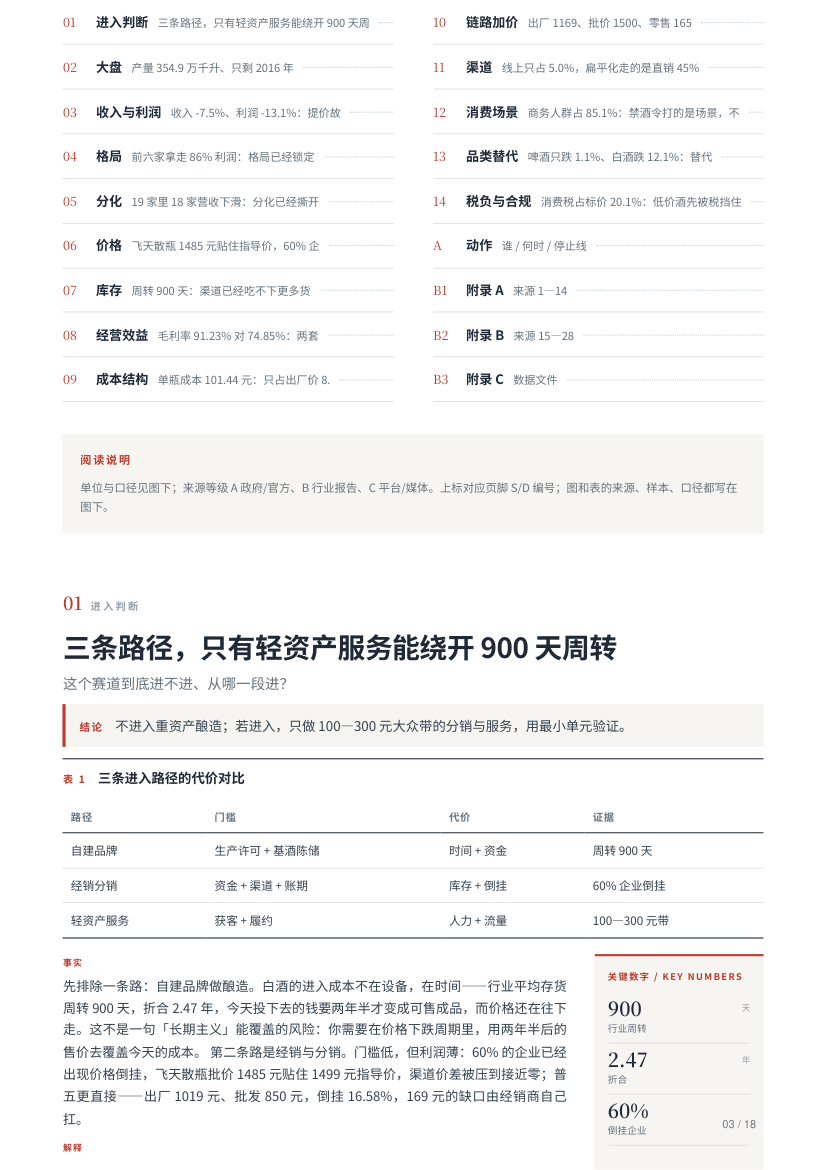 01 进入判断 三条路径，只有轻资产服务能绕开 900 天周
02 大盘 产量 354.9 万千升、只剩 2016 年
03 收入与利润 收入 -7.5%、利润 -13.1%：提价故
04 格局 前六家拿走 86% 利润：格局已经锁定
05 分化 19 家里 18 家营收下滑：分化已经撕开
06 价格 飞天散瓶 1485 元贴住指导价，60% 企
07 库存 周转 900 天：渠道已经吃不下更多货
08 经营效益 毛利率 91.23% 对 74.85%：两套
09 成本结构 单瓶成本 101.44 元：只占出厂价 8.
10 链路加价 出厂 1169、批价 1500、零售 165
11 渠道 线上只占 5.0%，扁平化走的是直销 45%
12 消费场景 商务人群占 85.1%：禁酒令打的是场景，不
13 品类替代 啤酒只跌 1.1%、白酒跌 12.1%：替代
14 税负与合规 消费税占标价 20.1%：低价酒先被税挡住
A 动作 谁 / 何时 / 停止线
B1 附录 A 来源 1—14
B2 附录 B 来源 15—28
B3 附录 C 数据文件
阅读说明
单位与口径见图下；来源等级 A 政府/官方、B 行业报告、C 平台/媒体。上标对应页脚 S/D 编号；图和表的来源、样本、口径都写在
图下。
01 进入判断
三条路径，只有轻资产服务能绕开 900 天周转
这个赛道到底进不进、从哪一段进？
结论 不进入重资产酿造；若进入，只做 100—300 元大众带的分销与服务，用最小单元验证。
表 1 三条进入路径的代价对比
路径 门槛 代价 证据
自建品牌 生产许可 + 基酒陈储 时间 + 资金 周转 900 天
经销分销 资金 + 渠道 + 账期 库存 + 倒挂 60% 企业倒挂
轻资产服务 获客 + 履约 人力 + 流量 100—300 元带
事实
先排除一条路：自建品牌做酿造。白酒的进入成本不在设备，在时间——行业平均存货
周转 900 天，折合 2.47 年，今天投下去的钱要两年半才变成可售成品，而价格还在往下
走。这不是一句「长期主义」能覆盖的风险：你需要在价格下跌周期里，用两年半后的
售价去覆盖今天的成本。 第二条路是经销与分销。门槛低，但利润薄：60% 的企业已经
出现价格倒挂，飞天散瓶批价 1485 元贴住 1499 元指导价，渠道价差被压到接近零；普
五更直接——出厂 1019 元、批发 850 元，倒挂 16.58%，169 元的缺口由经销商自己
扛。
解释
关键数字 / KEY NUMBERS
900 天
行业周转
2.47 年
折合
60%
倒挂企业
03 / 18